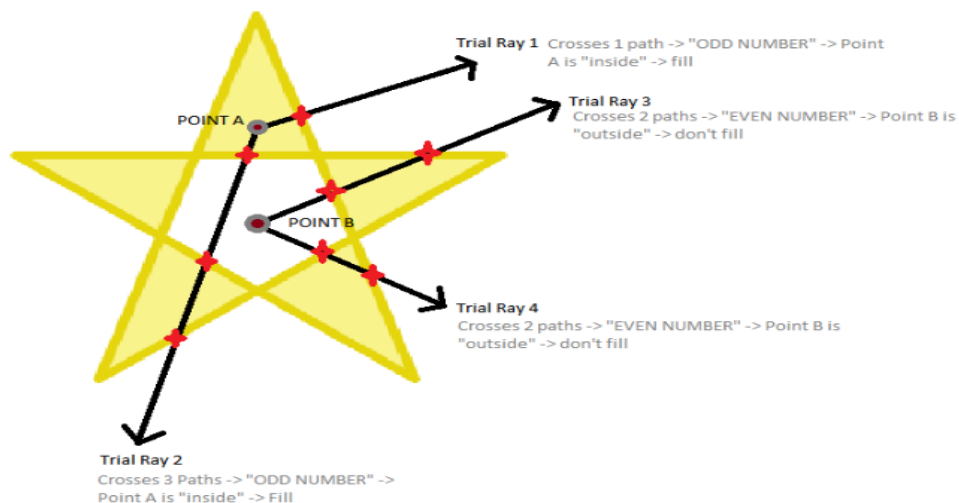 Trial Ray 1 Crosses 1 path -> "ODD NUMBER" -> Point
A is "inside" -> fill
POINT A
Trial Ray 3
Crosses 2 paths -> "EVEN NUMBER" -> Point B is
"outside" -> don't fill
POINT B
Trial Ray 4
Crosses 2 paths -> "EVEN NUMBER" -> Point B is
"outside" -> don't fill
Trial Ray 2
Crosses 3 Paths -> "ODD NUMBER" ->
Point A is "inside" -> Fill